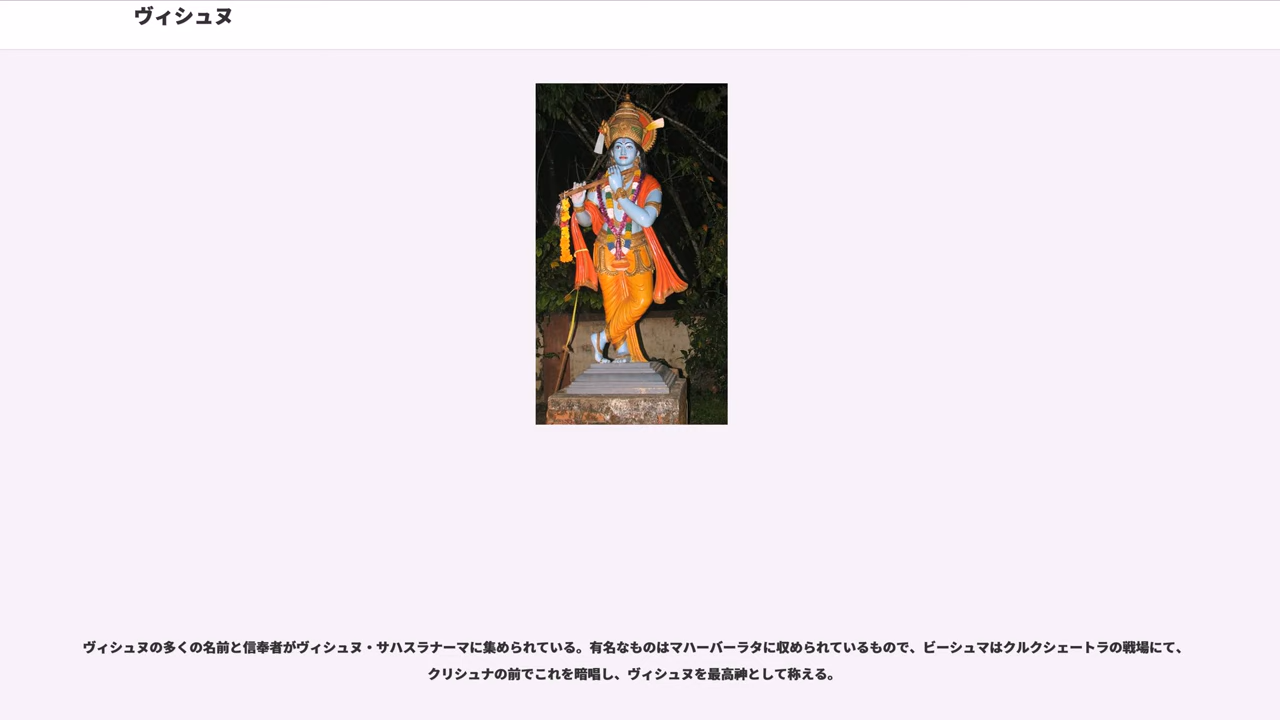 ヴィシュヌ
ヴィシュヌの多くの名前と信奉者がヴィシュヌ・サハスラナーマに集められている。有名なものはマハーバーラタに収められているもので、ビーシュマはクルクシェートラの戦場にて、
クリシュナの前でこれを暗唱し、ヴィシュヌを最高神として称える。